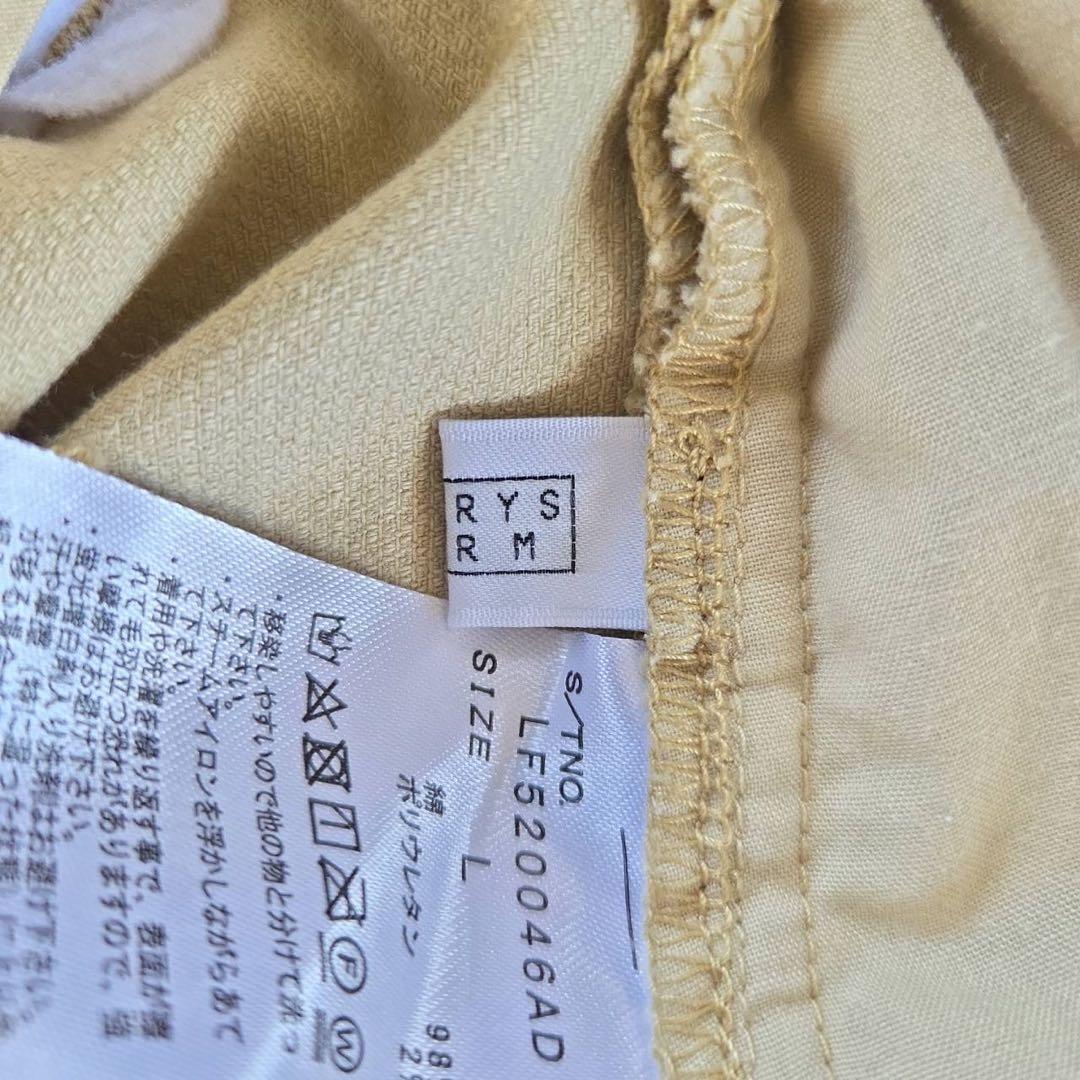 RYS
RM
S/TNO.
LF520046AD
SIZE L
綿 98
ポリウレタン 2
P
W
・移染しやすいので他の物と分けて
て下さい。
・スチームアイロンを浮かしながらあて
て下さい。
・着用や洗濯を繰り返す事で、表面が擦
れて毛羽立つ恐れがありますので、強
い摩擦はお避け下さい。
・蛍光増白剤入り洗剤はお避け下さい。